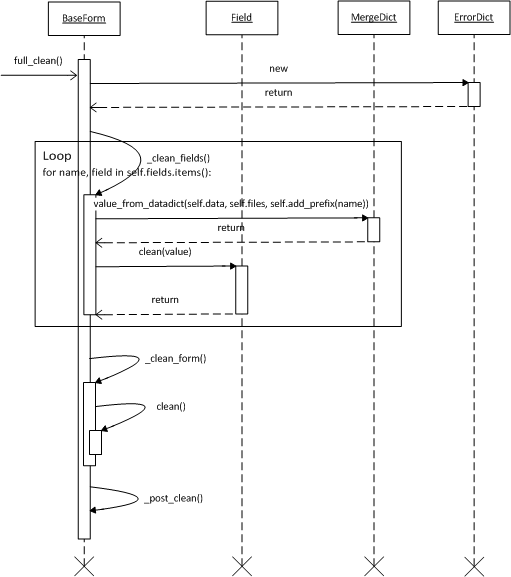 BaseForm
Field
MergeDict
ErrorDict
full_clean()
new
return
_clean_fields()
Loop
for name, field in self.fields.items():
value_from_datadict(self.data, self.files, self.add_prefix(name))
return
clean(value)
return
_clean_form()
clean()
_post_clean()